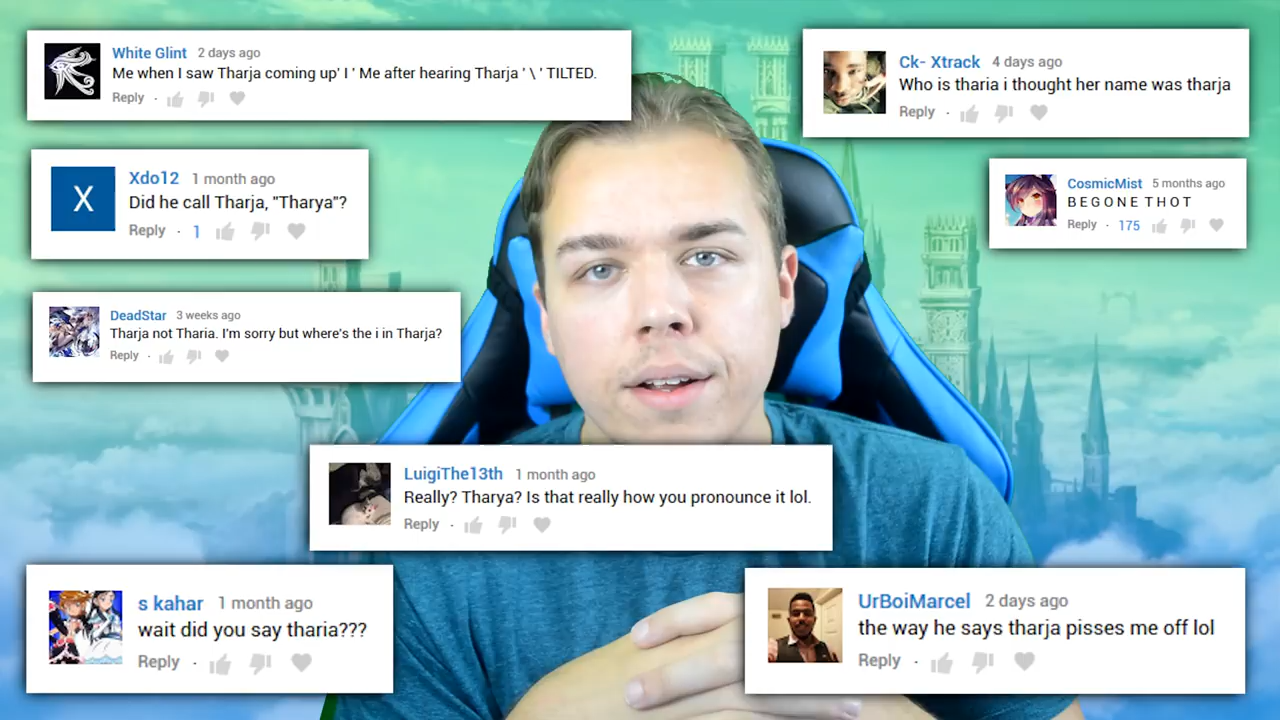 White Glint 2 days ago
Me when I saw Tharja coming up' I ' Me after hearing Tharja ' \ ' TILTED.
Reply ·
Ck- Xtrack 4 days ago
Who is tharia i thought her name was tharja
Reply ·
X
Xdo12 1 month ago
Did he call Tharja, "Tharya"?
Reply · 1
CosmicMist 5 months ago
B E G O N E T H O T
Reply · 175
DeadStar 3 weeks ago
Tharja not Tharia. I'm sorry but where's the i in Tharja?
Reply ·
LuigiThe13th 1 month ago
Really? Tharya? Is that really how you pronounce it lol.
Reply ·
s kahar 1 month ago
wait did you say tharia???
Reply ·
UrBoiMarcel 2 days ago
the way he says tharja pisses me off lol
Reply ·